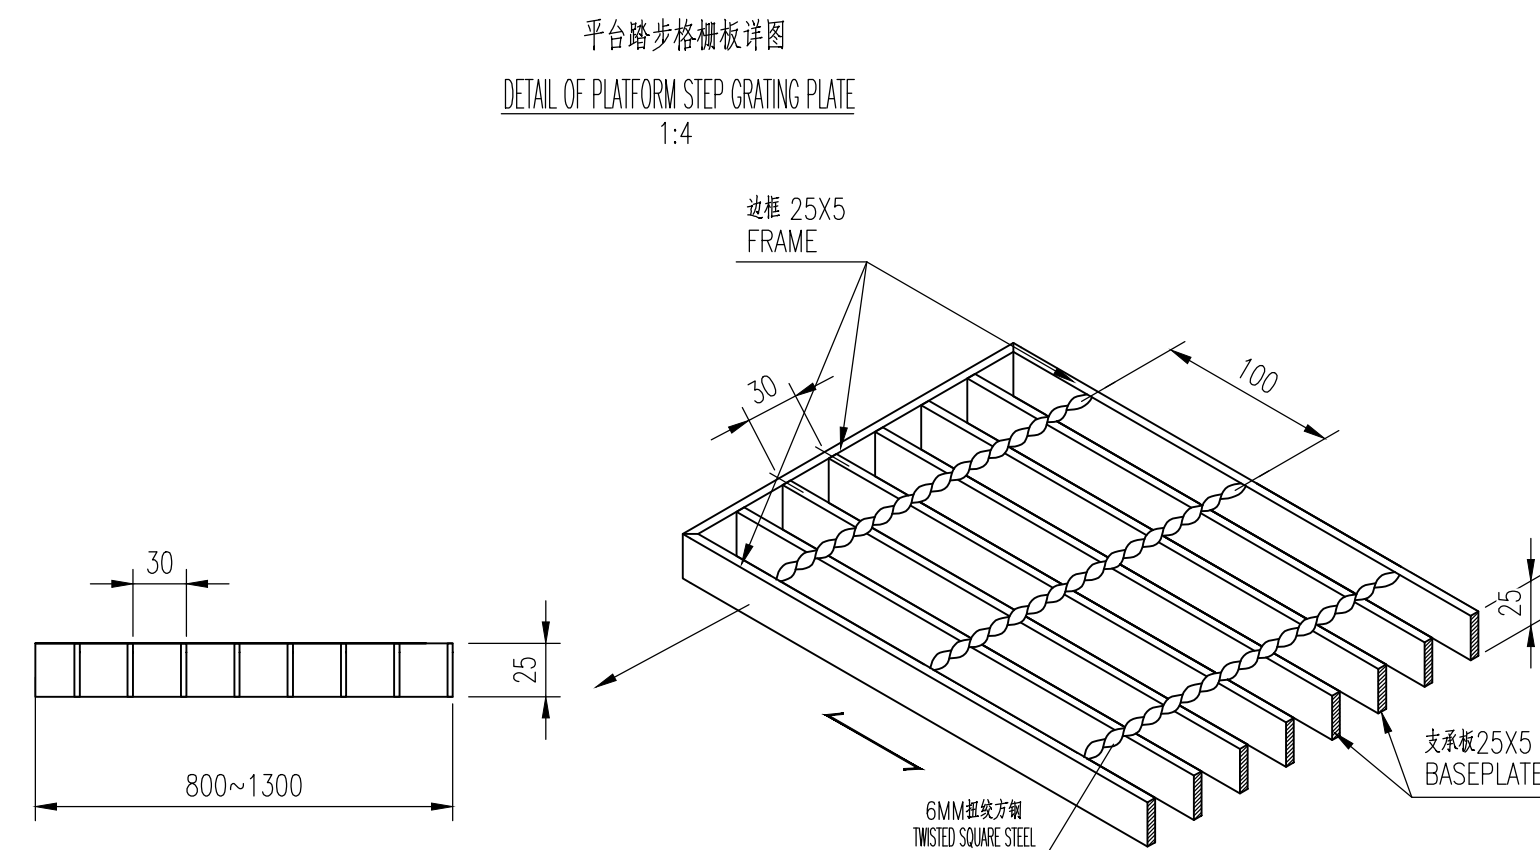 平台踏步格栅板详图
DETAIL OF PLATFORM STEP GRATING PLATE
1:4
边框 25X5
FRAME
30
100
30
25
800~1300
25
支承板25X5
BASEPLATE
6MM扭绞方钢
TWISTED SQUARE STEEL